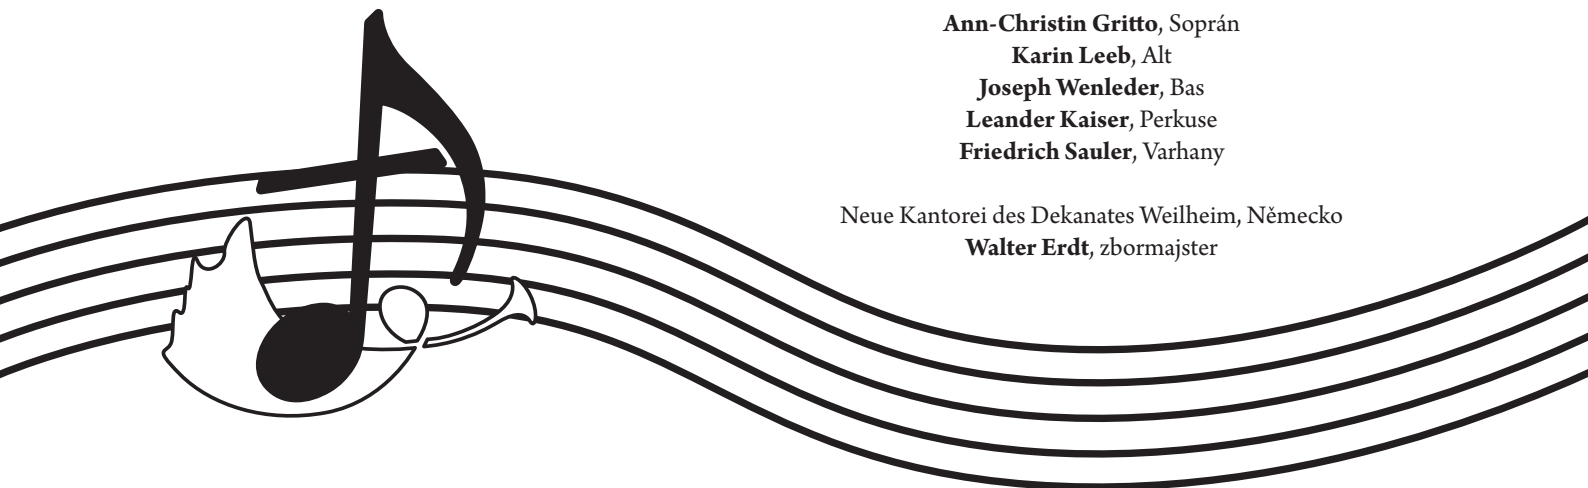 Ann-Christin Gritto, Soprán
Karin Leeb, Alt
Joseph Wenleder, Bas
Leander Kaiser, Perkuse
Friedrich Sauler, Varhany
Neue Kantorei des Dekanates Weilheim, Německo
Walter Erdt, zbormajster